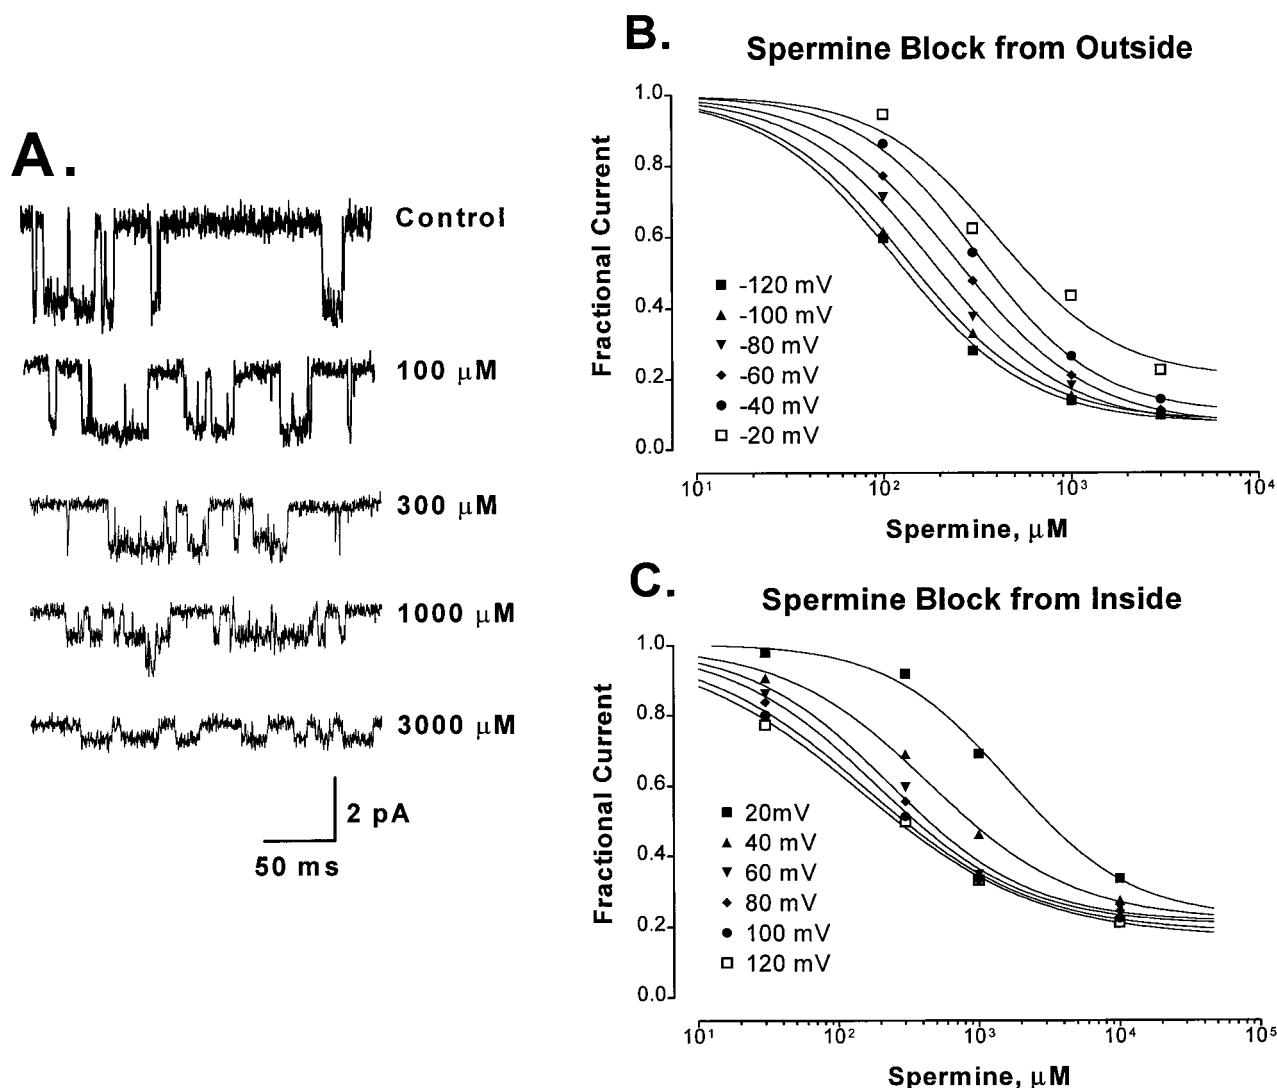 A.
Control
100 μM
300 μM
1000 μM
3000 μM
2 pA
50 ms
B.
Spermine Block from Outside
Fractional Current
1.0
0.8
0.6
0.4
0.2
0.0
-120 mV
-100 mV
-80 mV
-60 mV
-40 mV
-20 mV
10¹ 10² 10³ 10⁴
Spermine, μM
C.
Spermine Block from Inside
Fractional Current
1.0
0.8
0.6
0.4
0.2
0.0
20mV
40 mV
60 mV
80 mV
100 mV
120 mV
10¹ 10² 10³ 10⁴ 10⁵
Spermine, μM